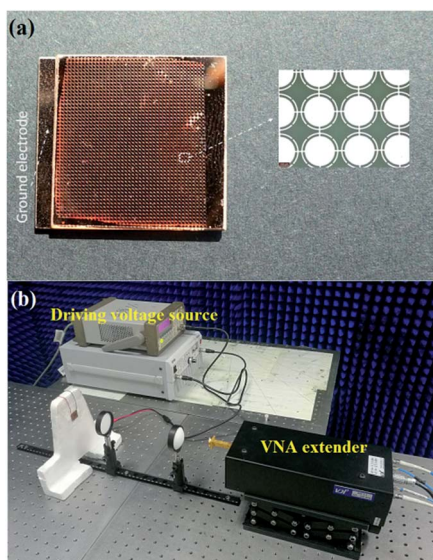 (a)
Ground electrode
(b)
Driving voltage source
VNA extender